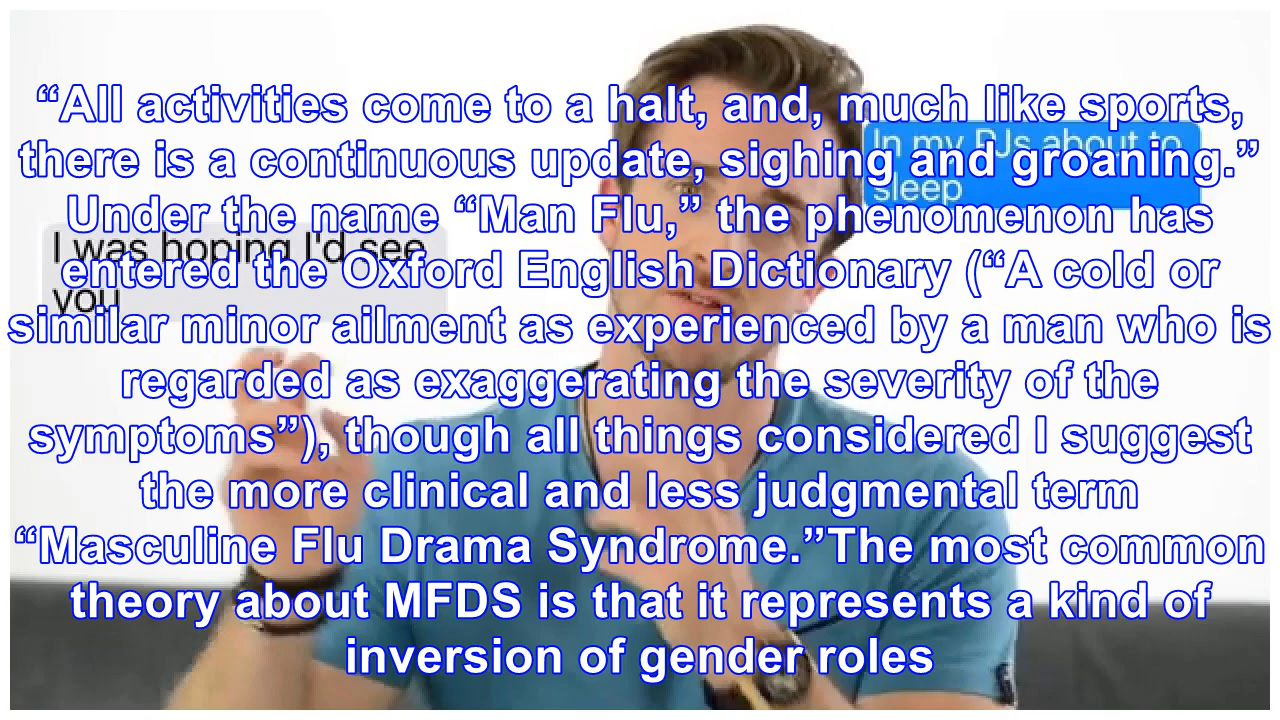 “All activities come to a halt, and, much like sports,
there is a continuous update, sighing and groaning.”
Under the name “Man Flu,” the phenomenon has
entered the Oxford English Dictionary (“A cold or
similar minor ailment as experienced by a man who is
regarded as exaggerating the severity of the
symptoms”), though all things considered I suggest
the more clinical and less judgmental term
“Masculine Flu Drama Syndrome.”The most common
theory about MFDS is that it represents a kind of
inversion of gender roles
I was hoping I'd see
you
In my PJs about to
sleep